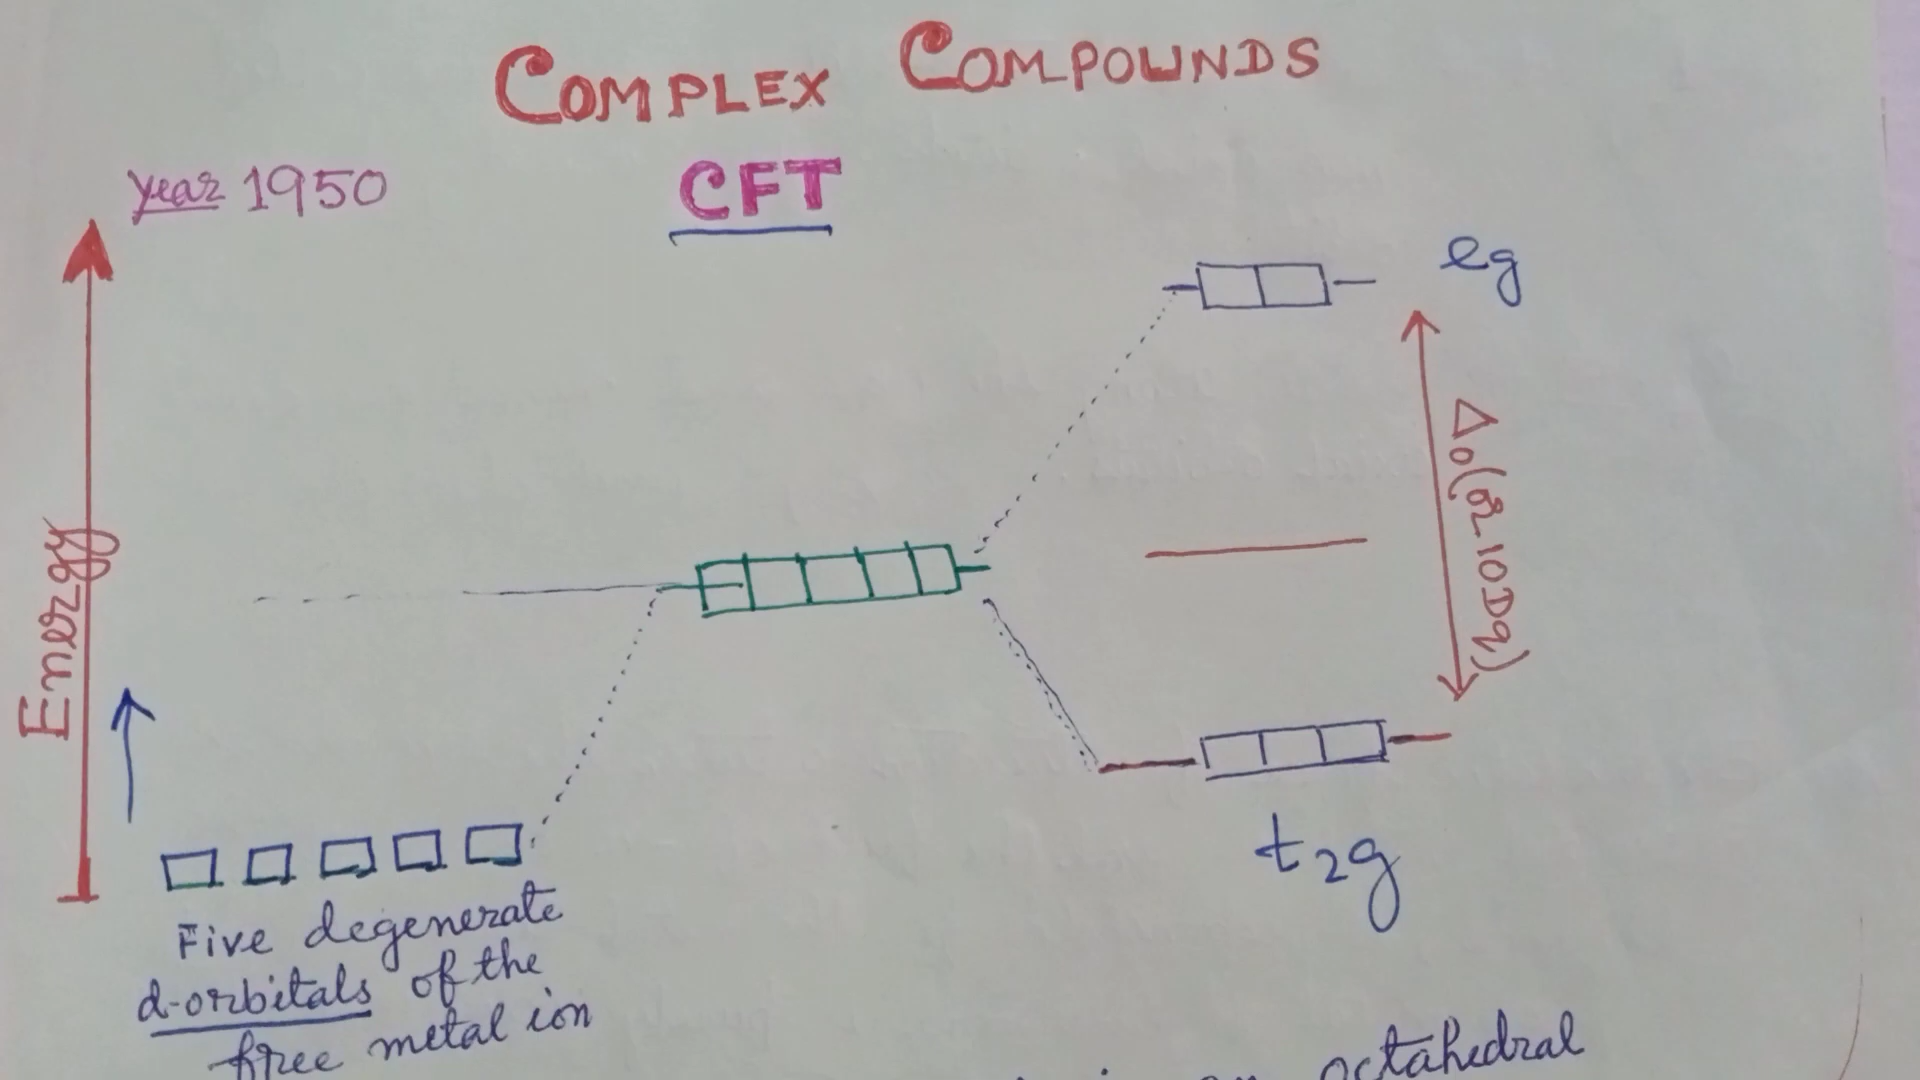 COMPLEX COMPOUNDS
year 1950
CFT
eg
Δo (or 10Dq)
Energy
t2g
Five degenerate
d-orbitals of the
free metal ion
octahedral